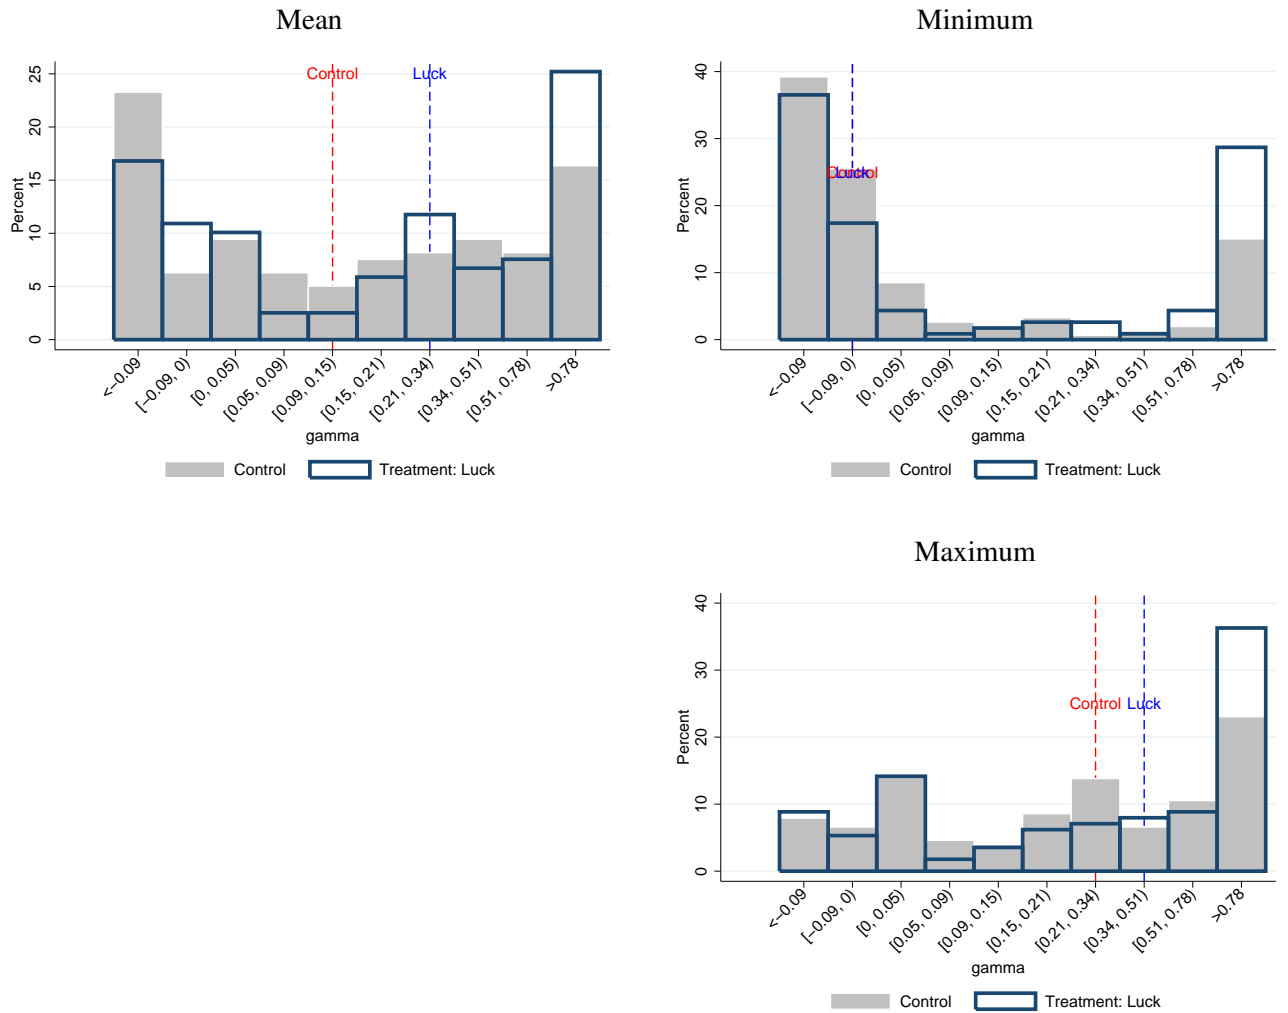 Mean
Control Luck
Percent
0 5 10 15 20 25
<−0.09 [−0.09, 0) [0, 0.05) [0.05, 0.09) [0.09, 0.15) [0.15, 0.21) [0.21, 0.34) [0.34, 0.51) [0.51, 0.78) >0.78
gamma
Control Treatment: Luck
Minimum
Control Luck
Percent
0 10 20 30 40
<−0.09 [−0.09, 0) [0, 0.05) [0.05, 0.09) [0.09, 0.15) [0.15, 0.21) [0.21, 0.34) [0.34, 0.51) [0.51, 0.78) >0.78
gamma
Control Treatment: Luck
Maximum
Control Luck
Percent
0 10 20 30 40
<−0.09 [−0.09, 0) [0, 0.05) [0.05, 0.09) [0.09, 0.15) [0.15, 0.21) [0.21, 0.34) [0.34, 0.51) [0.51, 0.78) >0.78
gamma
Control Treatment: Luck